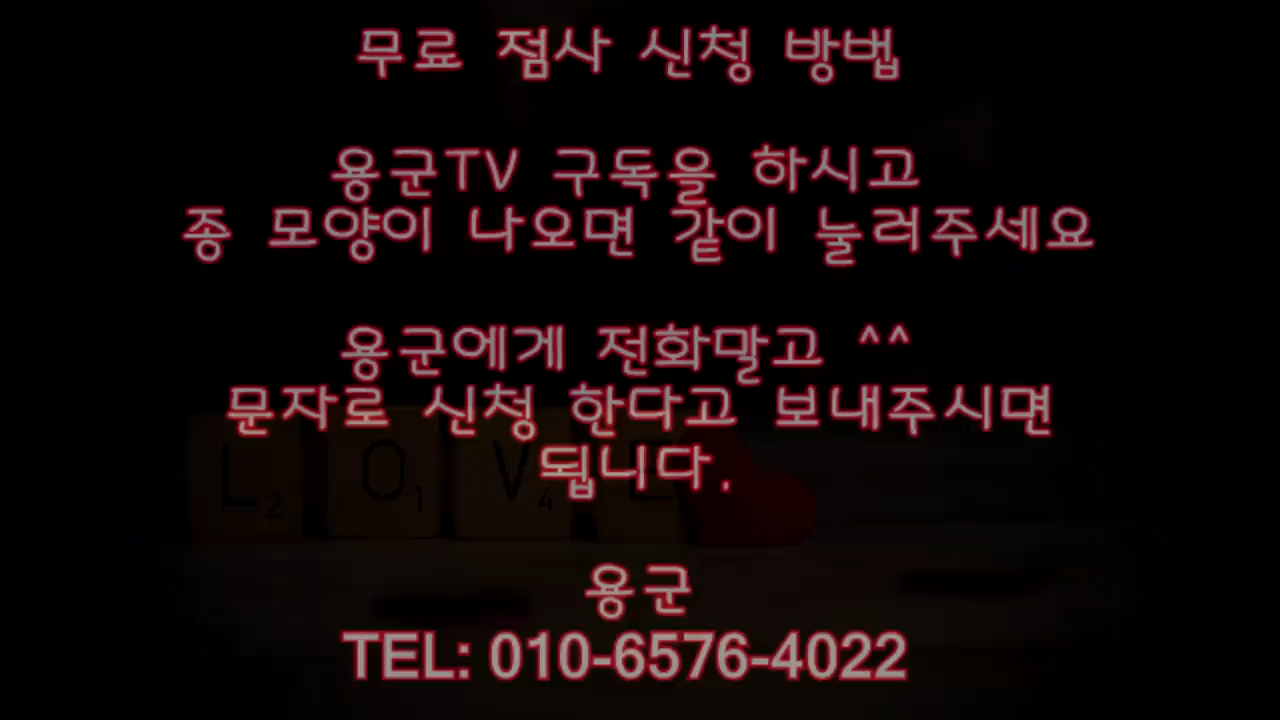 무료 점사 신청 방법
용군TV 구독을 하시고
종 모양이 나오면 같이 눌러주세요
용군에게 전화말고 ^^
문자로 신청 한다고 보내주시면
됩니다.
L2 O1 V4 E
용군
TEL: 010-6576-4022